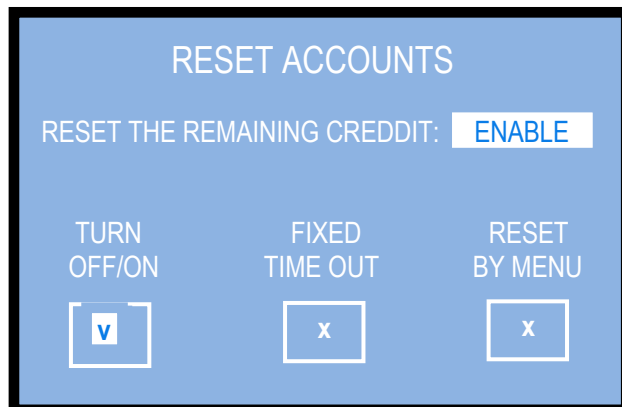 RESET ACCOUNTS
RESET THE REMAINING CREDDIT: ENABLE
TURN FIXED RESET
OFF/ON TIME OUT BY MENU
v x x